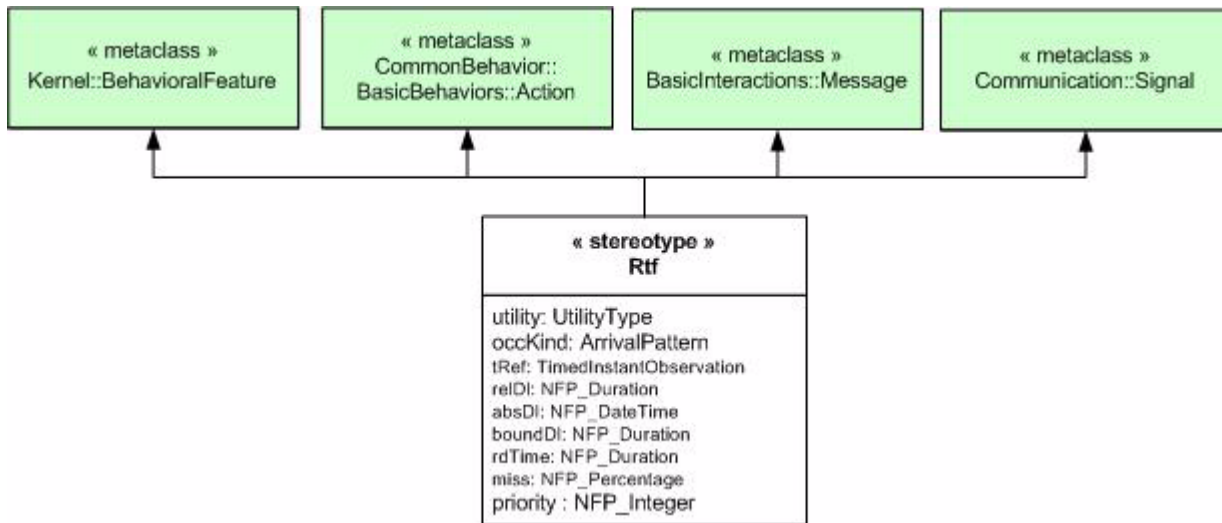 « metaclass »
Kernel::BehavioralFeature
« metaclass »
CommonBehavior::
BasicBehaviors::Action
« metaclass »
BasicInteractions::Message
« metaclass »
Communication::Signal
« stereotype »
Rtf
utility: UtilityType
occKind: ArrivalPattern
tRef: TimedInstantObservation
relDl: NFP_Duration
absDl: NFP_DateTime
boundDl: NFP_Duration
rdTime: NFP_Duration
miss: NFP_Percentage
priority : NFP_Integer